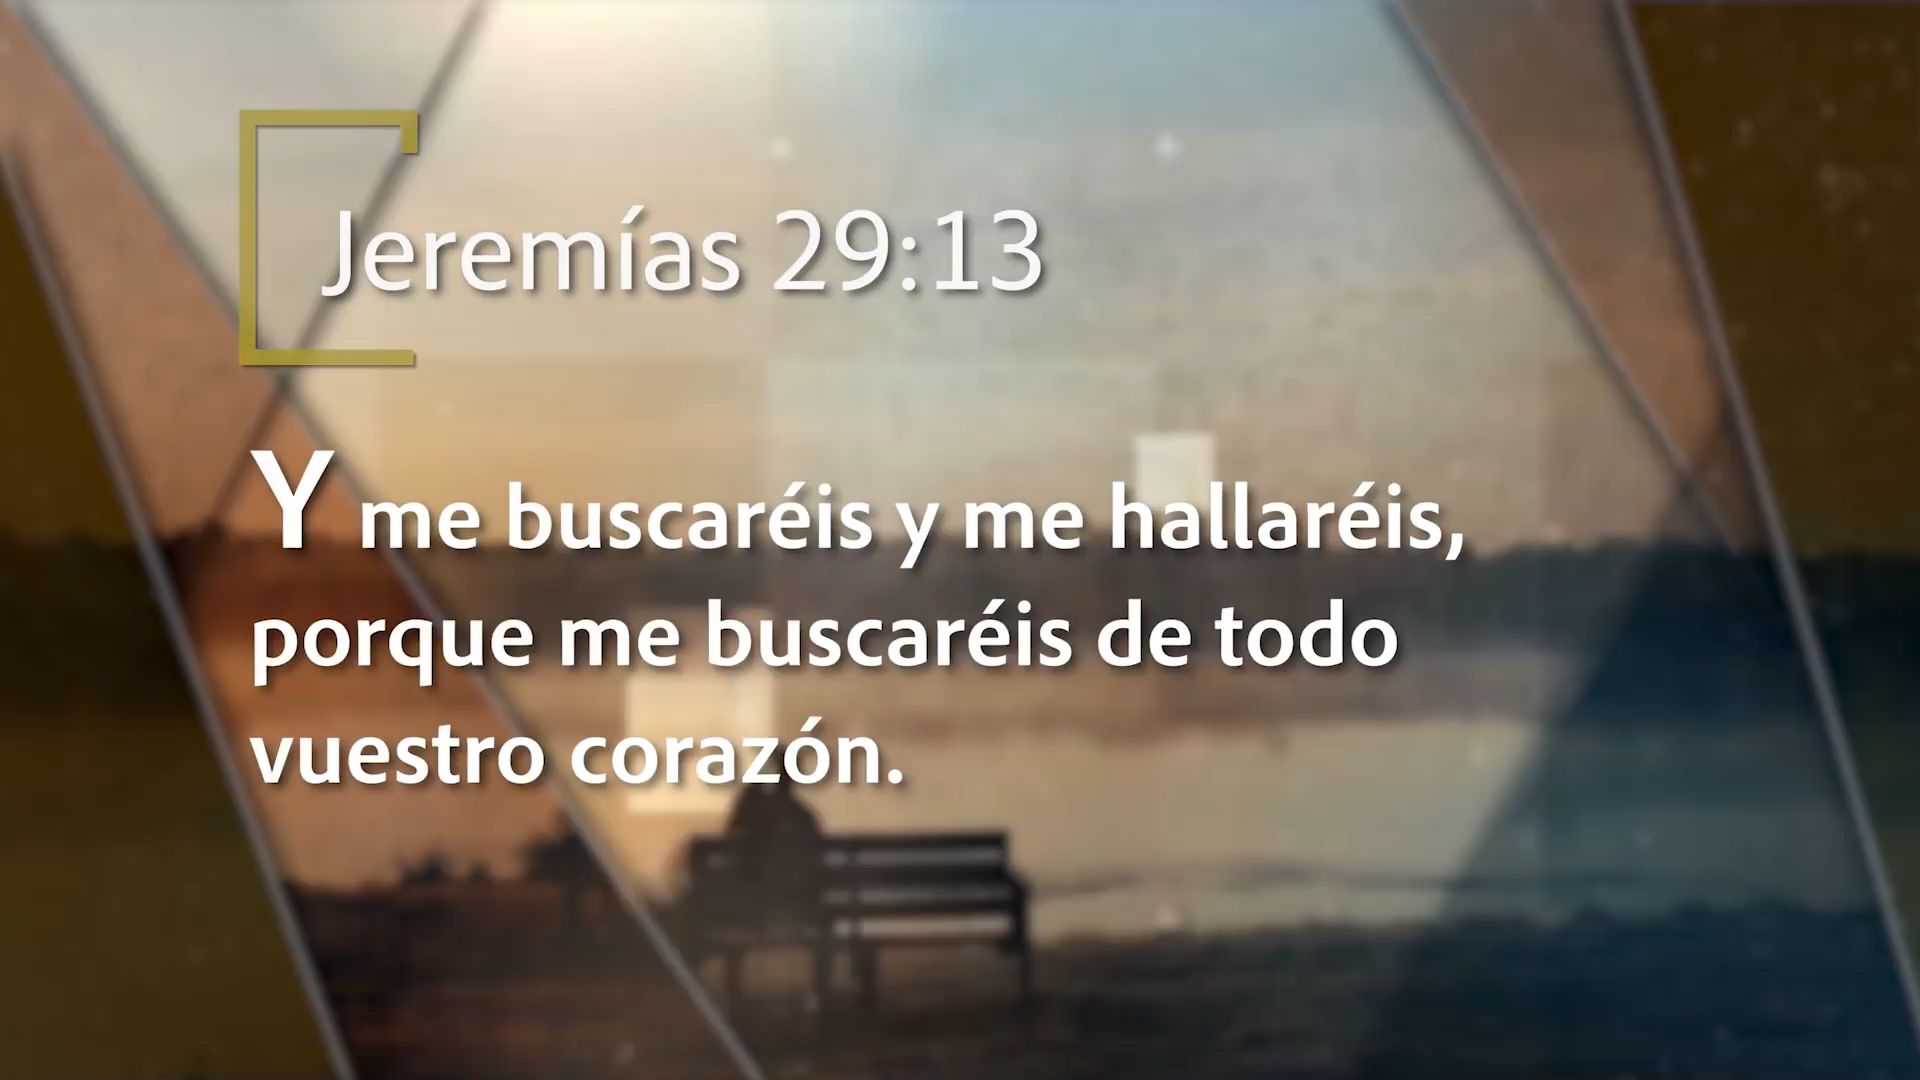 Jeremías 29:13
Y me buscaréis y me hallaréis,
porque me buscaréis de todo
vuestro corazón.